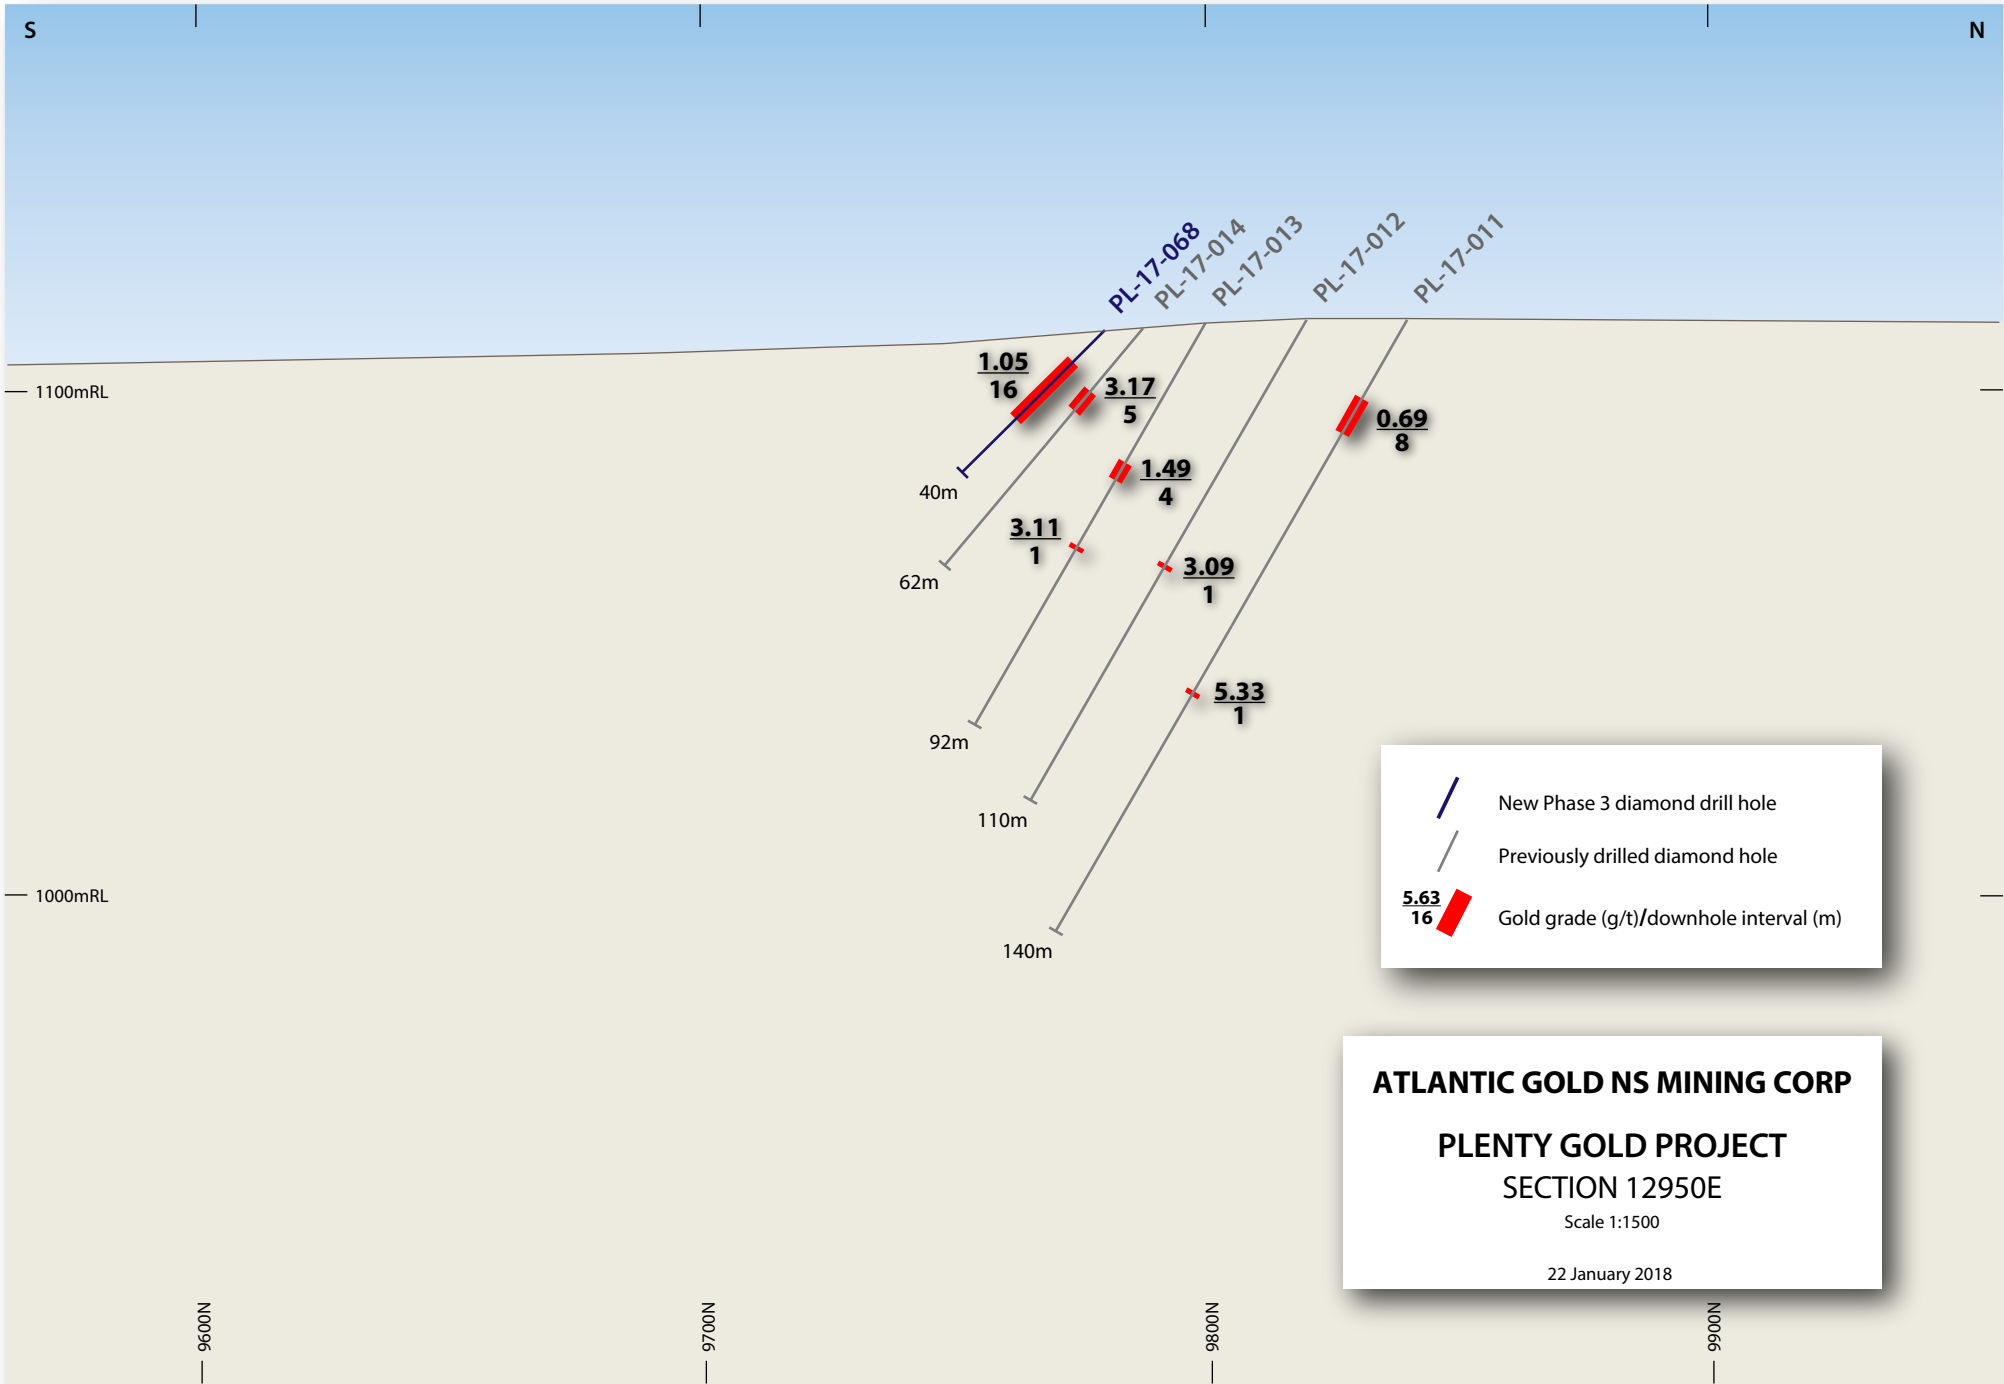 S
N
PL-17-068
PL-17-014
PL-17-013
PL-17-012
PL-17-011
1100mRL
1.05
16
3.17
5
0.69
8
1.49
4
40m
3.11
1
3.09
1
62m
5.33
1
92m
110m
1000mRL
140m
New Phase 3 diamond drill hole
Previously drilled diamond hole
5.63
16
Gold grade (g/t)/downhole interval (m)
ATLANTIC GOLD NS MINING CORP
PLENTY GOLD PROJECT
SECTION 12950E
Scale 1:1500
22 January 2018
9600N
9700N
9800N
9900N